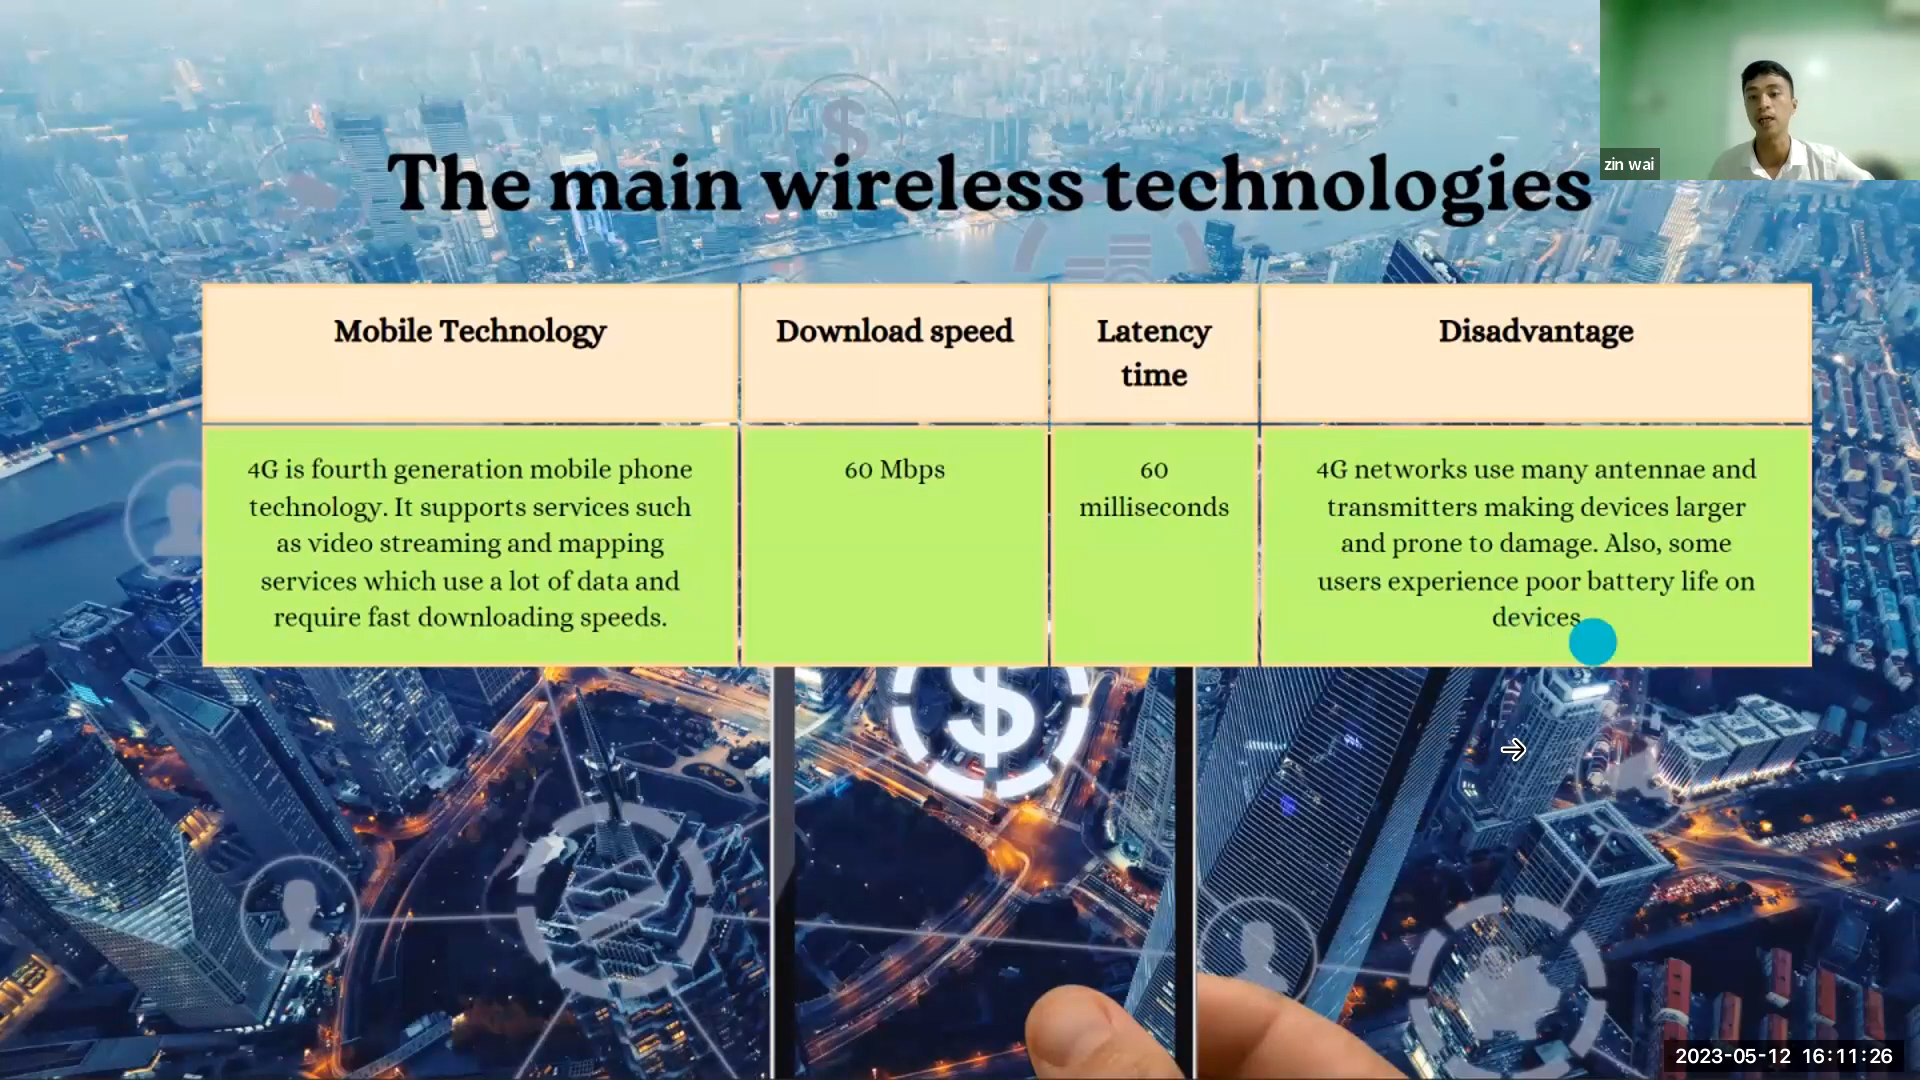 zin wai
The main wireless technologies
Mobile Technology
Download speed
Latency
time
Disadvantage
4G is fourth generation mobile phone
technology. It supports services such
as video streaming and mapping
services which use a lot of data and
require fast downloading speeds.
60 Mbps
60
milliseconds
4G networks use many antennae and
transmitters making devices larger
and prone to damage. Also, some
users experience poor battery life on
devices.
$
$
2023-05-12 16:11:26